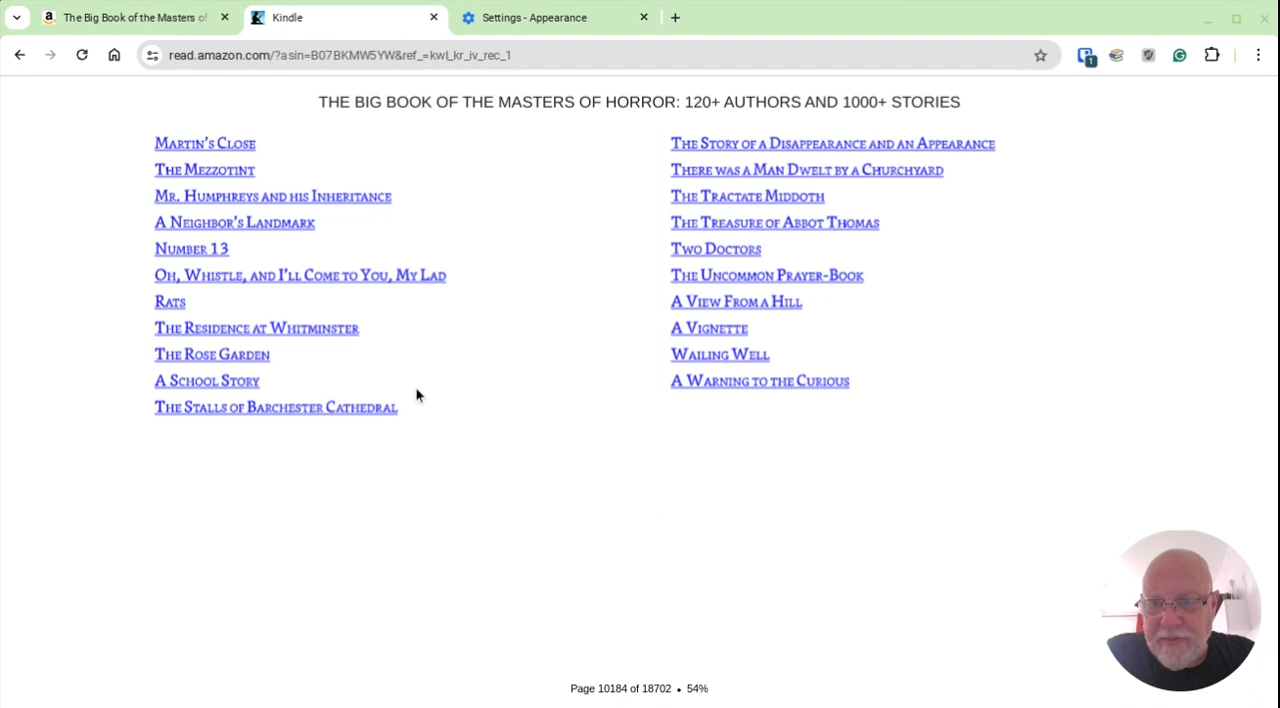 The Big Book of the Masters of
Kindle
Settings - Appearance
read.amazon.com/?asin=B07BKMW5YW&ref_=kwl_kr_iv_rec_1
1
THE BIG BOOK OF THE MASTERS OF HORROR: 120+ AUTHORS AND 1000+ STORIES
Martin's Close
The Mezzotint
Mr. Humphreys and his Inheritance
A Neighbor's Landmark
Number 13
Oh, Whistle, and I'll Come to You, My Lad
Rats
The Residence at Whitminster
The Rose Garden
A School Story
The Stalls of Barchester Cathedral
The Story of a Disappearance and an Appearance
There was a Man Dwelt by a Churchyard
The Tractate Middoth
The Treasure of Abbot Thomas
Two Doctors
The Uncommon Prayer-Book
A View From a Hill
A Vignette
Wailing Well
A Warning to the Curious
Page 10184 of 18702 • 54%